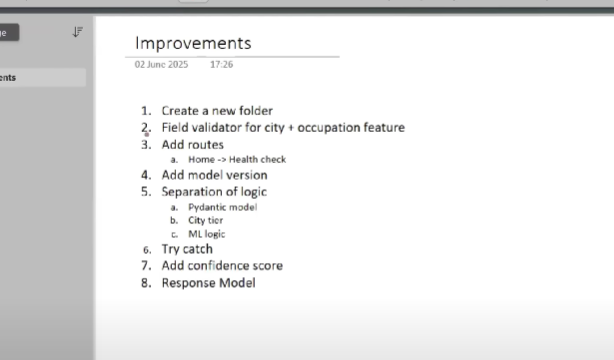 ge
ents
Improvements
02 June 2025 17:26
1. Create a new folder
2. Field validator for city + occupation feature
3. Add routes
a. Home -> Health check
4. Add model version
5. Separation of logic
a. Pydantic model
b. City tier
c. ML logic
6. Try catch
7. Add confidence score
8. Response Model